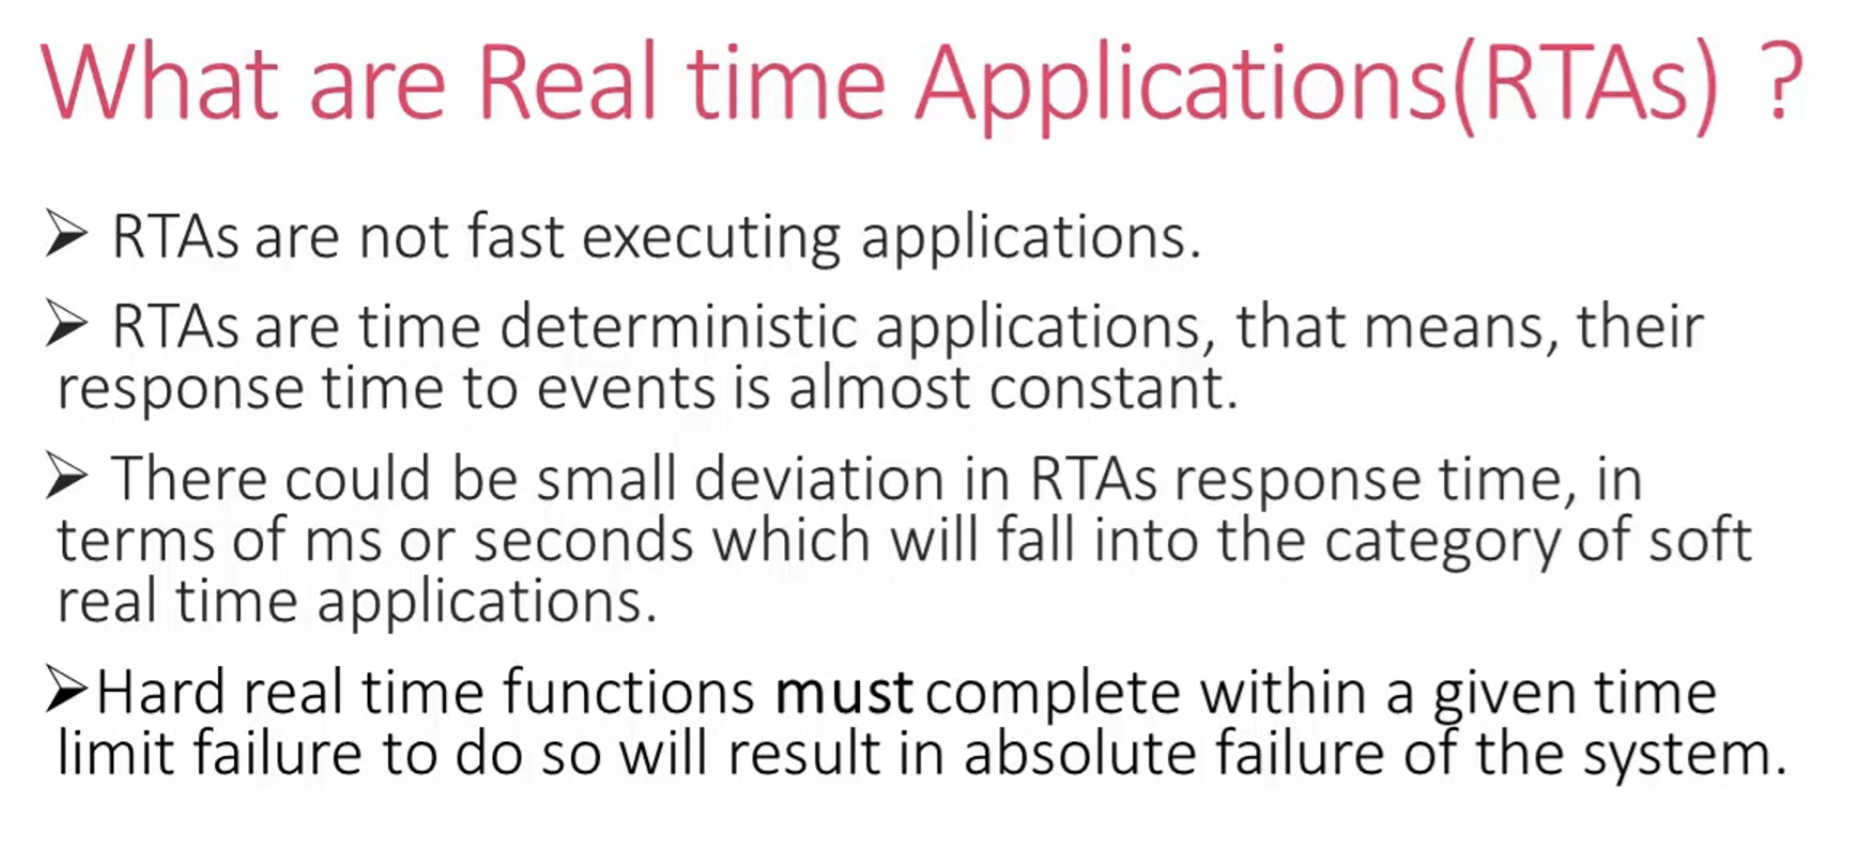 What are Real time Applications(RTAs) ?
➢ RTAs are not fast executing applications.
➢ RTAs are time deterministic applications, that means, their
response time to events is almost constant.
➢ There could be small deviation in RTAs response time, in
terms of ms or seconds which will fall into the category of soft
real time applications.
➢Hard real time functions must complete within a given time
limit failure to do so will result in absolute failure of the system.